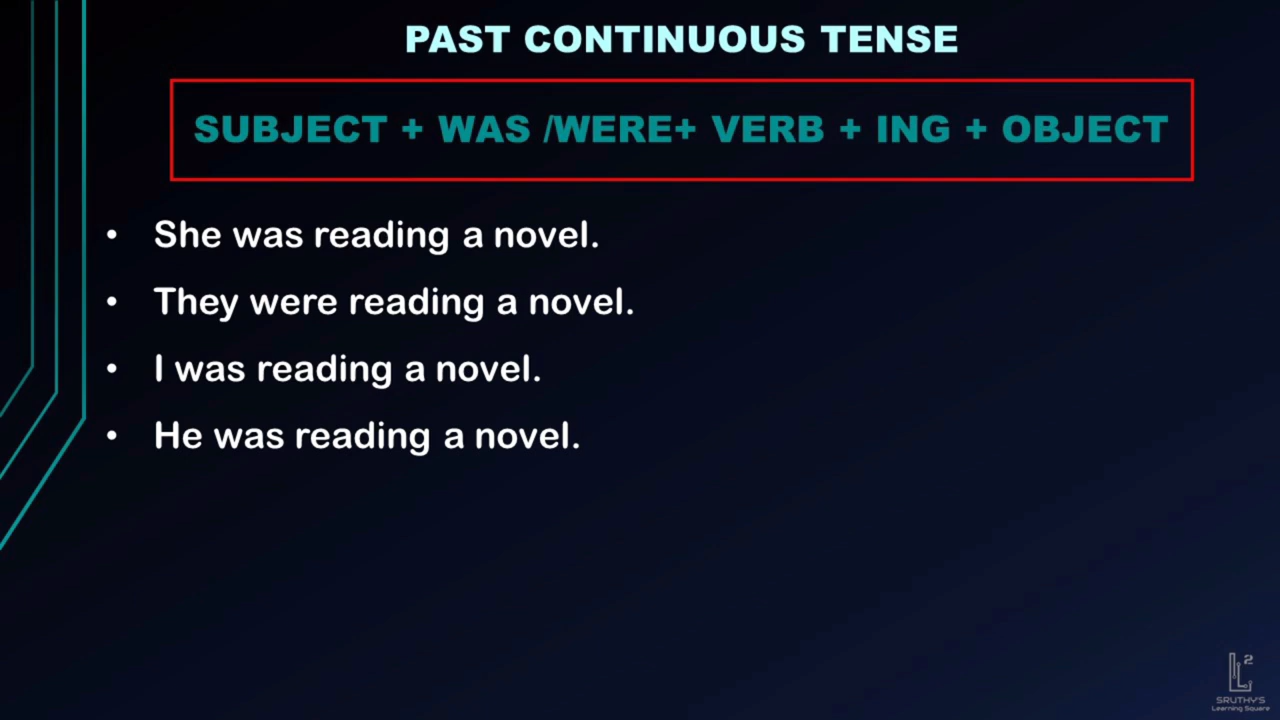 PAST CONTINUOUS TENSE
SUBJECT + WAS /WERE+ VERB + ING + OBJECT
• She was reading a novel.
• They were reading a novel.
• I was reading a novel.
• He was reading a novel.
L2
SRUTHY'S
Learning Square